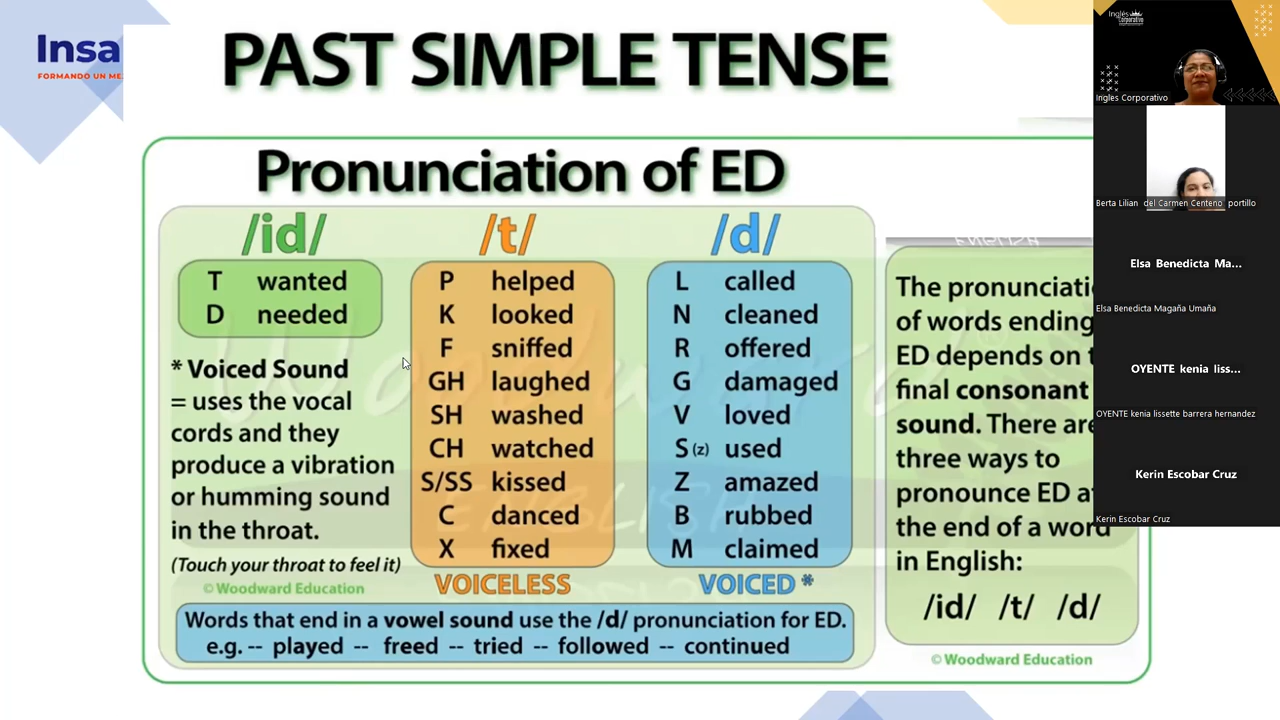 Insa
FORMANDO UN ME
PAST SIMPLE TENSE
Pronunciation of ED
/id/
T wanted
D needed
* Voiced Sound
= uses the vocal
cords and they
produce a vibration
or humming sound
in the throat.
(Touch your throat to feel it)
© Woodward Education
/t/
P helped
K looked
F sniffed
GH laughed
SH washed
CH watched
S/SS kissed
C danced
X fixed
VOICELESS
/d/
L called
N cleaned
R offered
G damaged
V loved
S (z) used
Z amazed
B rubbed
M claimed
VOICED *
Words that end in a vowel sound use the /d/ pronunciation for ED.
e.g. -- played -- freed -- tried -- followed -- continued
ENGLISH
The pronunciati
of words ending
ED depends on t
final consonant
sound. There are
three ways to
pronounce ED a
the end of a word
in English:
/id/ /t/ /d/
© Woodward Education
Inglés
Corporativo
Ingles Corporativo
Berta Lilian del Carmen Centeno portillo
Elsa Benedicta Ma...
Elsa Benedicta Magaña Umaña
OYENTE kenia liss...
OYENTE kenia lissette barrera hernandez
Kerin Escobar Cruz
Kerin Escobar Cruz